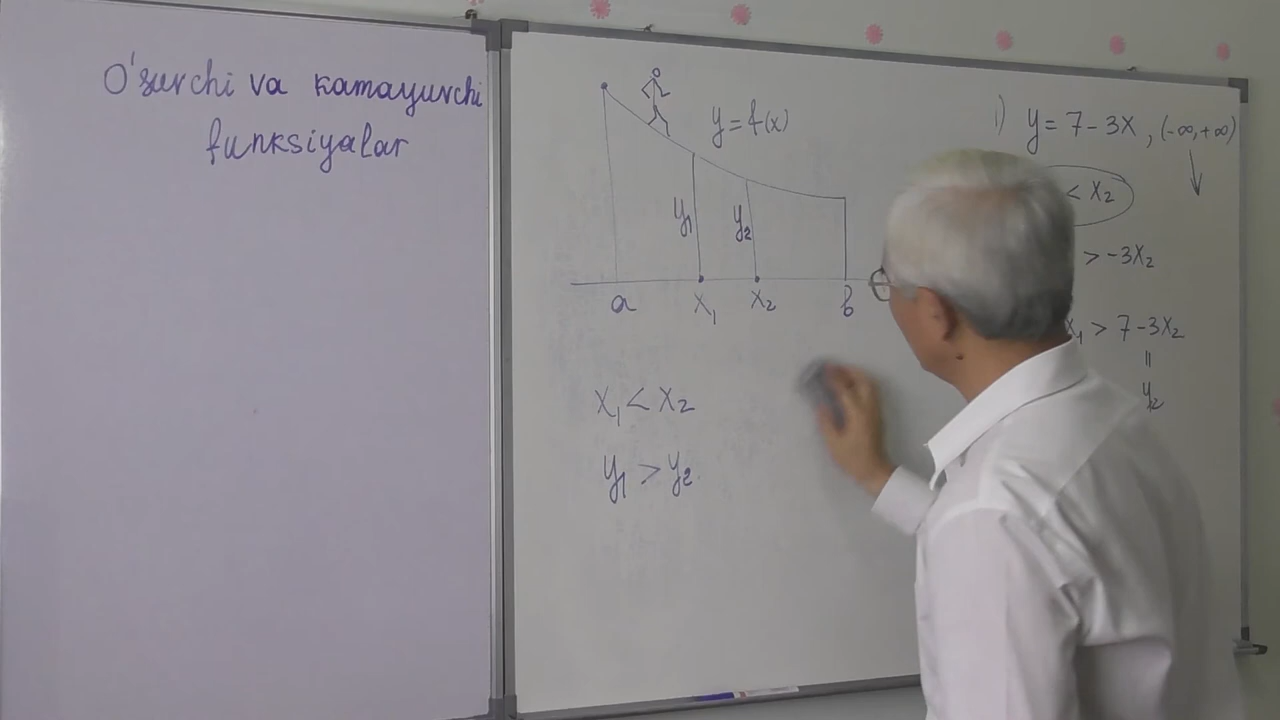 O'suvchi va kamayuvchi
funksiyalar
y = f(x)
y₁ y₂
a x₁ x₂ b
x₁ < x₂
y₁ > y₂
1) y = 7 - 3x , (-∞, +∞)
↓
< x₂
> -3x₂
x₁ > 7 - 3x₂
=
y₂